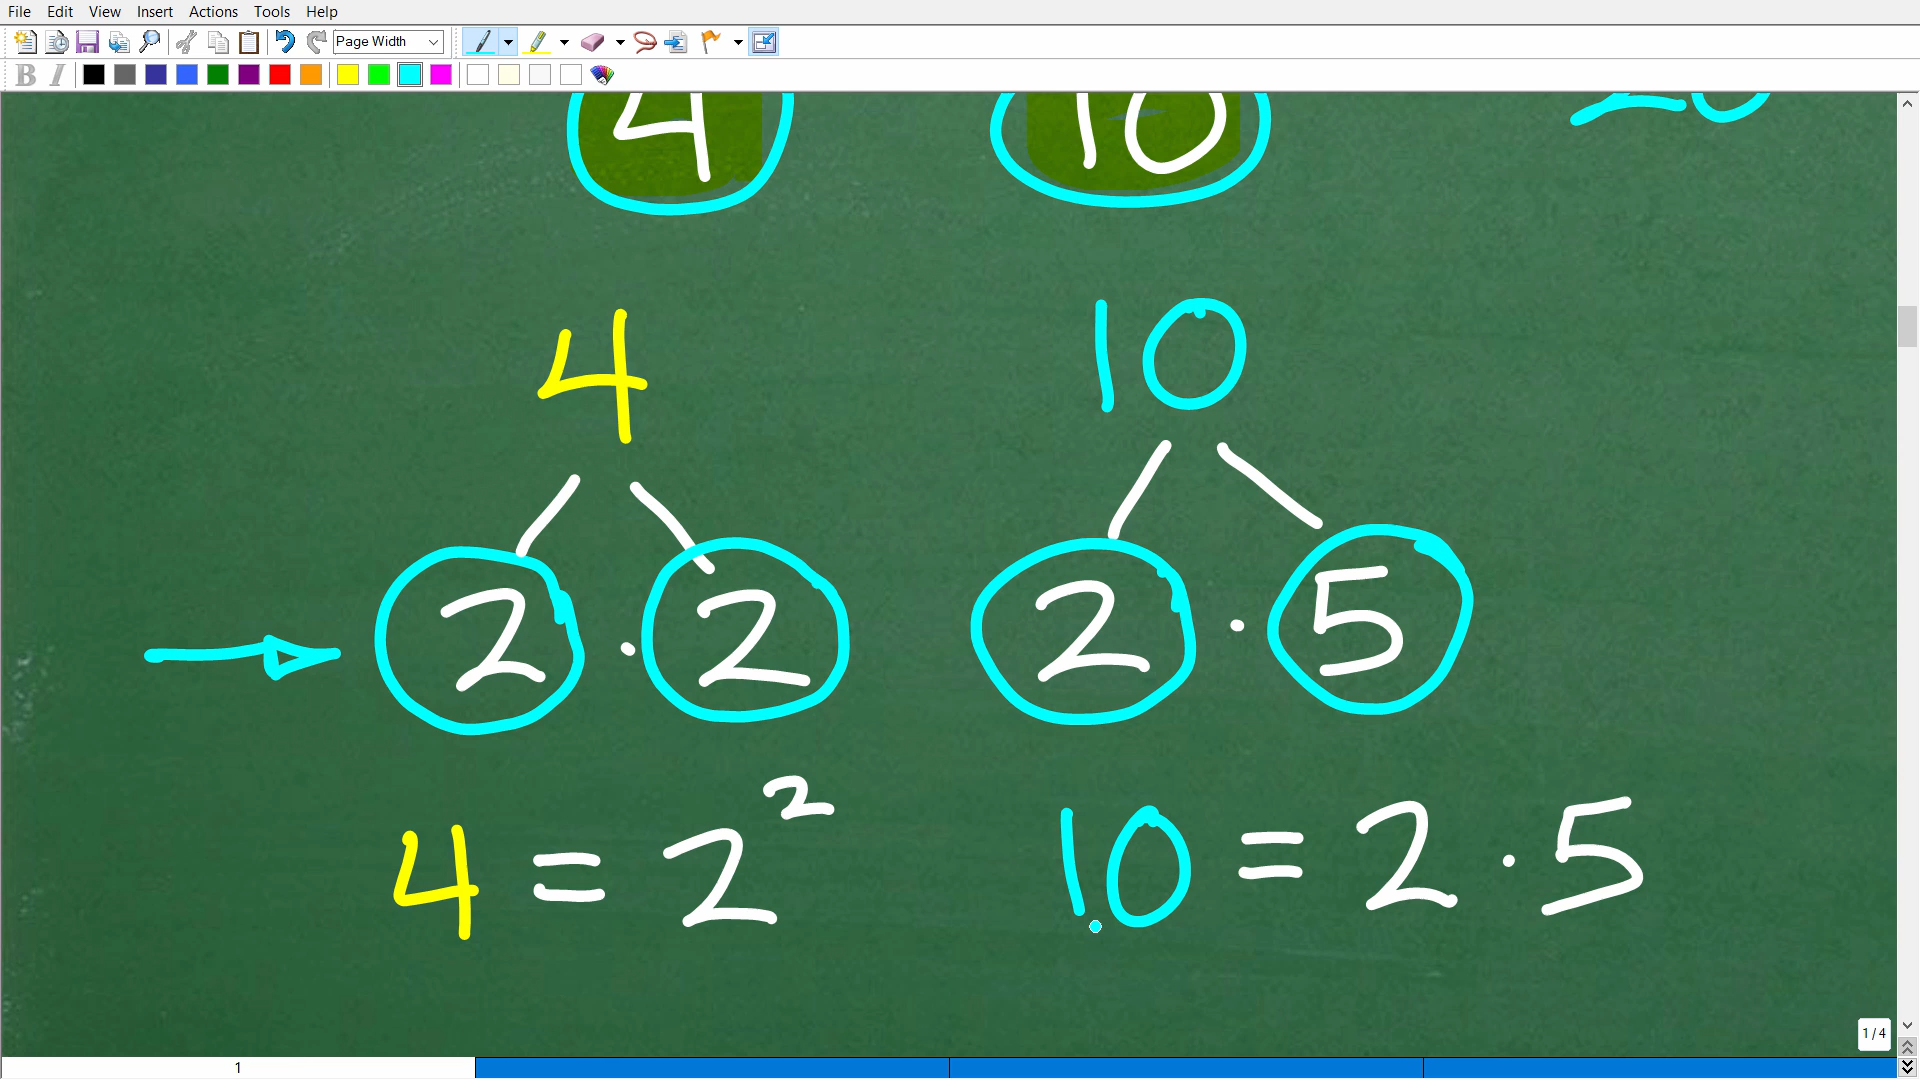 File Edit View Insert Actions Tools Help
Page Width
B I
4 10 20
4 10
2 · 2 2 · 5
4 = 2² 10 = 2 · 5
1/4
1